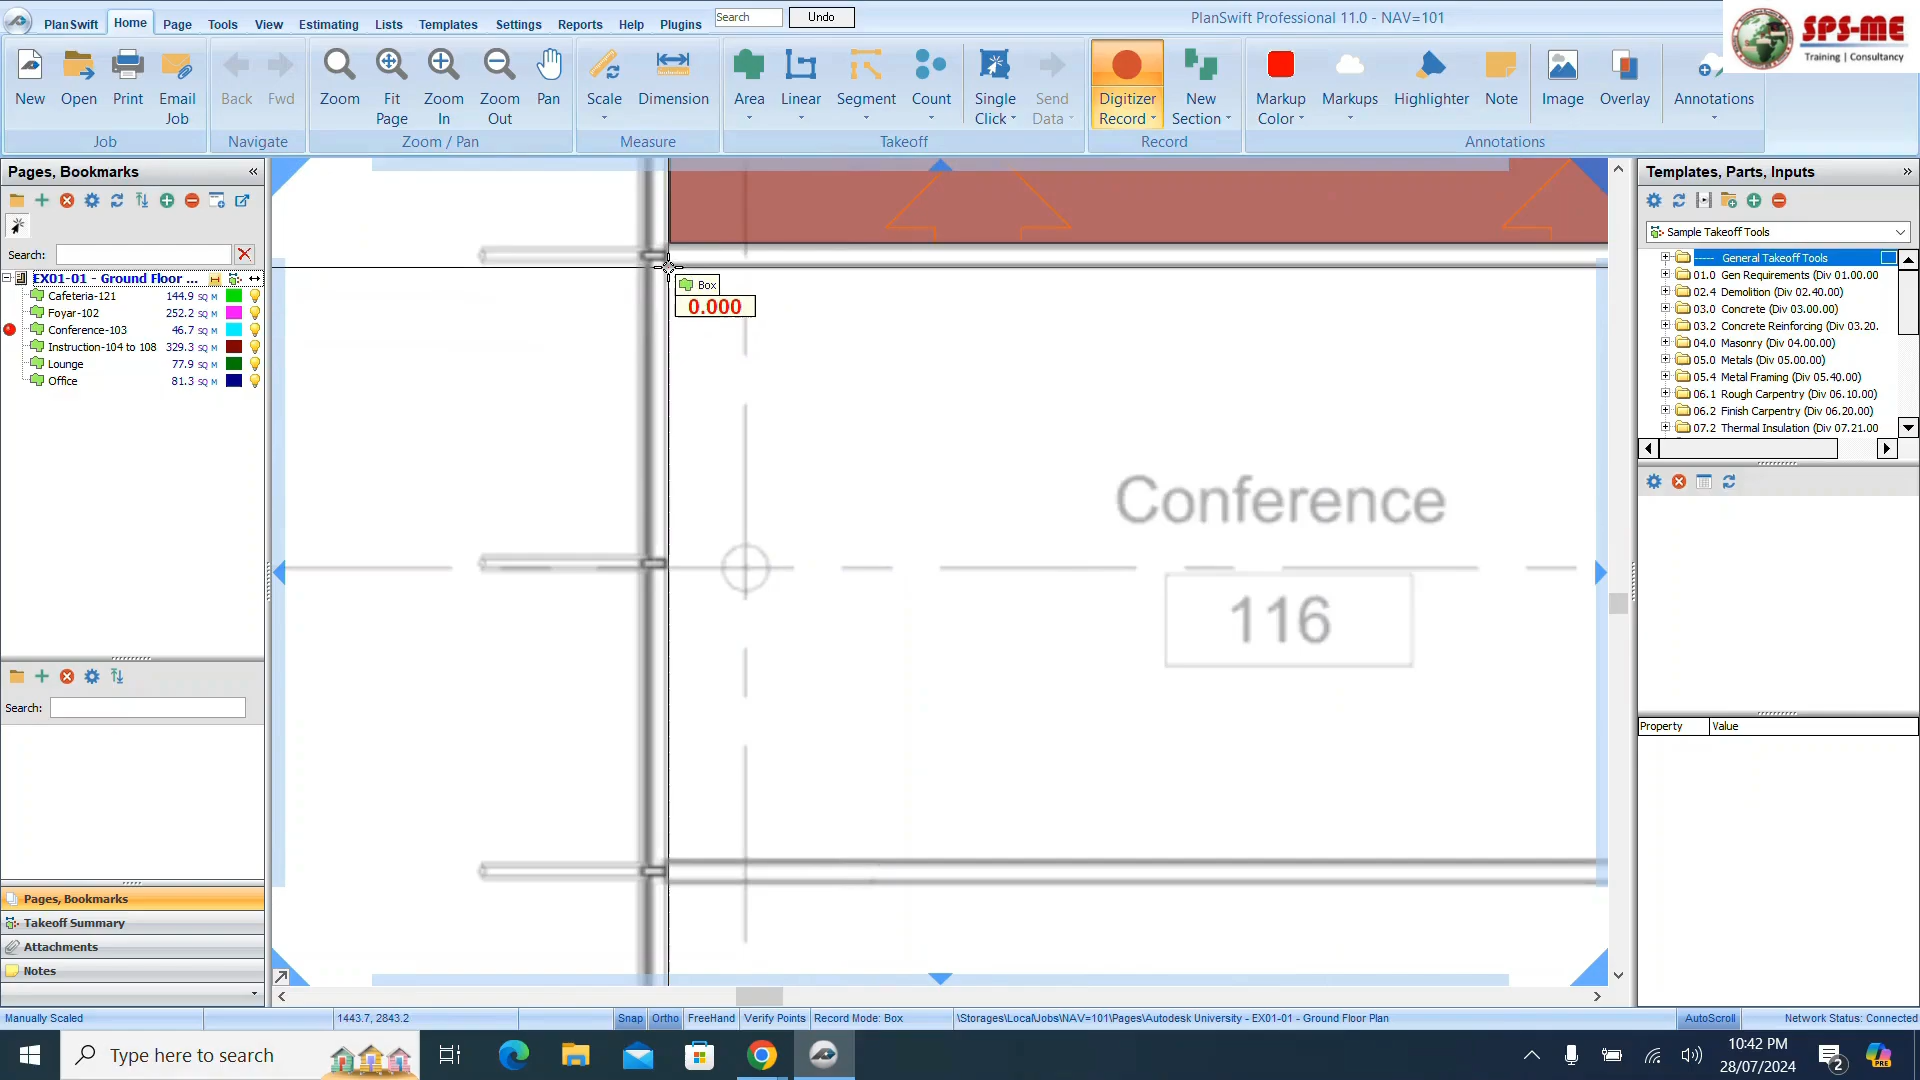 PlanSwift Home Page Tools View Estimating Lists Templates Settings Reports Help Plugins Search Undo PlanSwift Professional 11.0 - NAV=101
SPS-ME
Training | Consultancy
New Open Print Email Job Back Fwd Zoom Fit Page Zoom In Zoom Out Pan Scale Dimension Area Linear Segment Count Single Click Send Data Digitizer Record New Section Markup Color Markups Highlighter Note Image Overlay Annotations
Job Navigate Zoom / Pan Measure Takeoff Record Annotations
Pages, Bookmarks
Search:
EX01-01 - Ground Floor ...
Cafeteria-121 144.9 SQ M
Foyar-102 252.2 SQ M
Conference-103 46.7 SQ M
Instruction-104 to 108 329.3 SQ M
Lounge 77.9 SQ M
Office 81.3 SQ M
Search:
Pages, Bookmarks
Takeoff Summary
Attachments
Notes
Box
0.000
Conference
116
Templates, Parts, Inputs
Sample Takeoff Tools
General Takeoff Tools
01.0 Gen Requirements (Div 01.00.00
02.4 Demolition (Div 02.40.00)
03.0 Concrete (Div 03.00.00)
03.2 Concrete Reinforcing (Div 03.20.
04.0 Masonry (Div 04.00.00)
05.0 Metals (Div 05.00.00)
05.4 Metal Framing (Div 05.40.00)
06.1 Rough Carpentry (Div 06.10.00)
06.2 Finish Carpentry (Div 06.20.00)
07.2 Thermal Insulation (Div 07.21.00
Property Value
Manually Scaled 1443.7, 2843.2 Snap Ortho FreeHand Verify Points Record Mode: Box \Storages\Local\Jobs\NAV=101\Pages\Autodesk University - EX01-01 - Ground Floor Plan AutoScroll Network Status: Connected
Type here to search
10:42 PM
28/07/2024
2
PRE